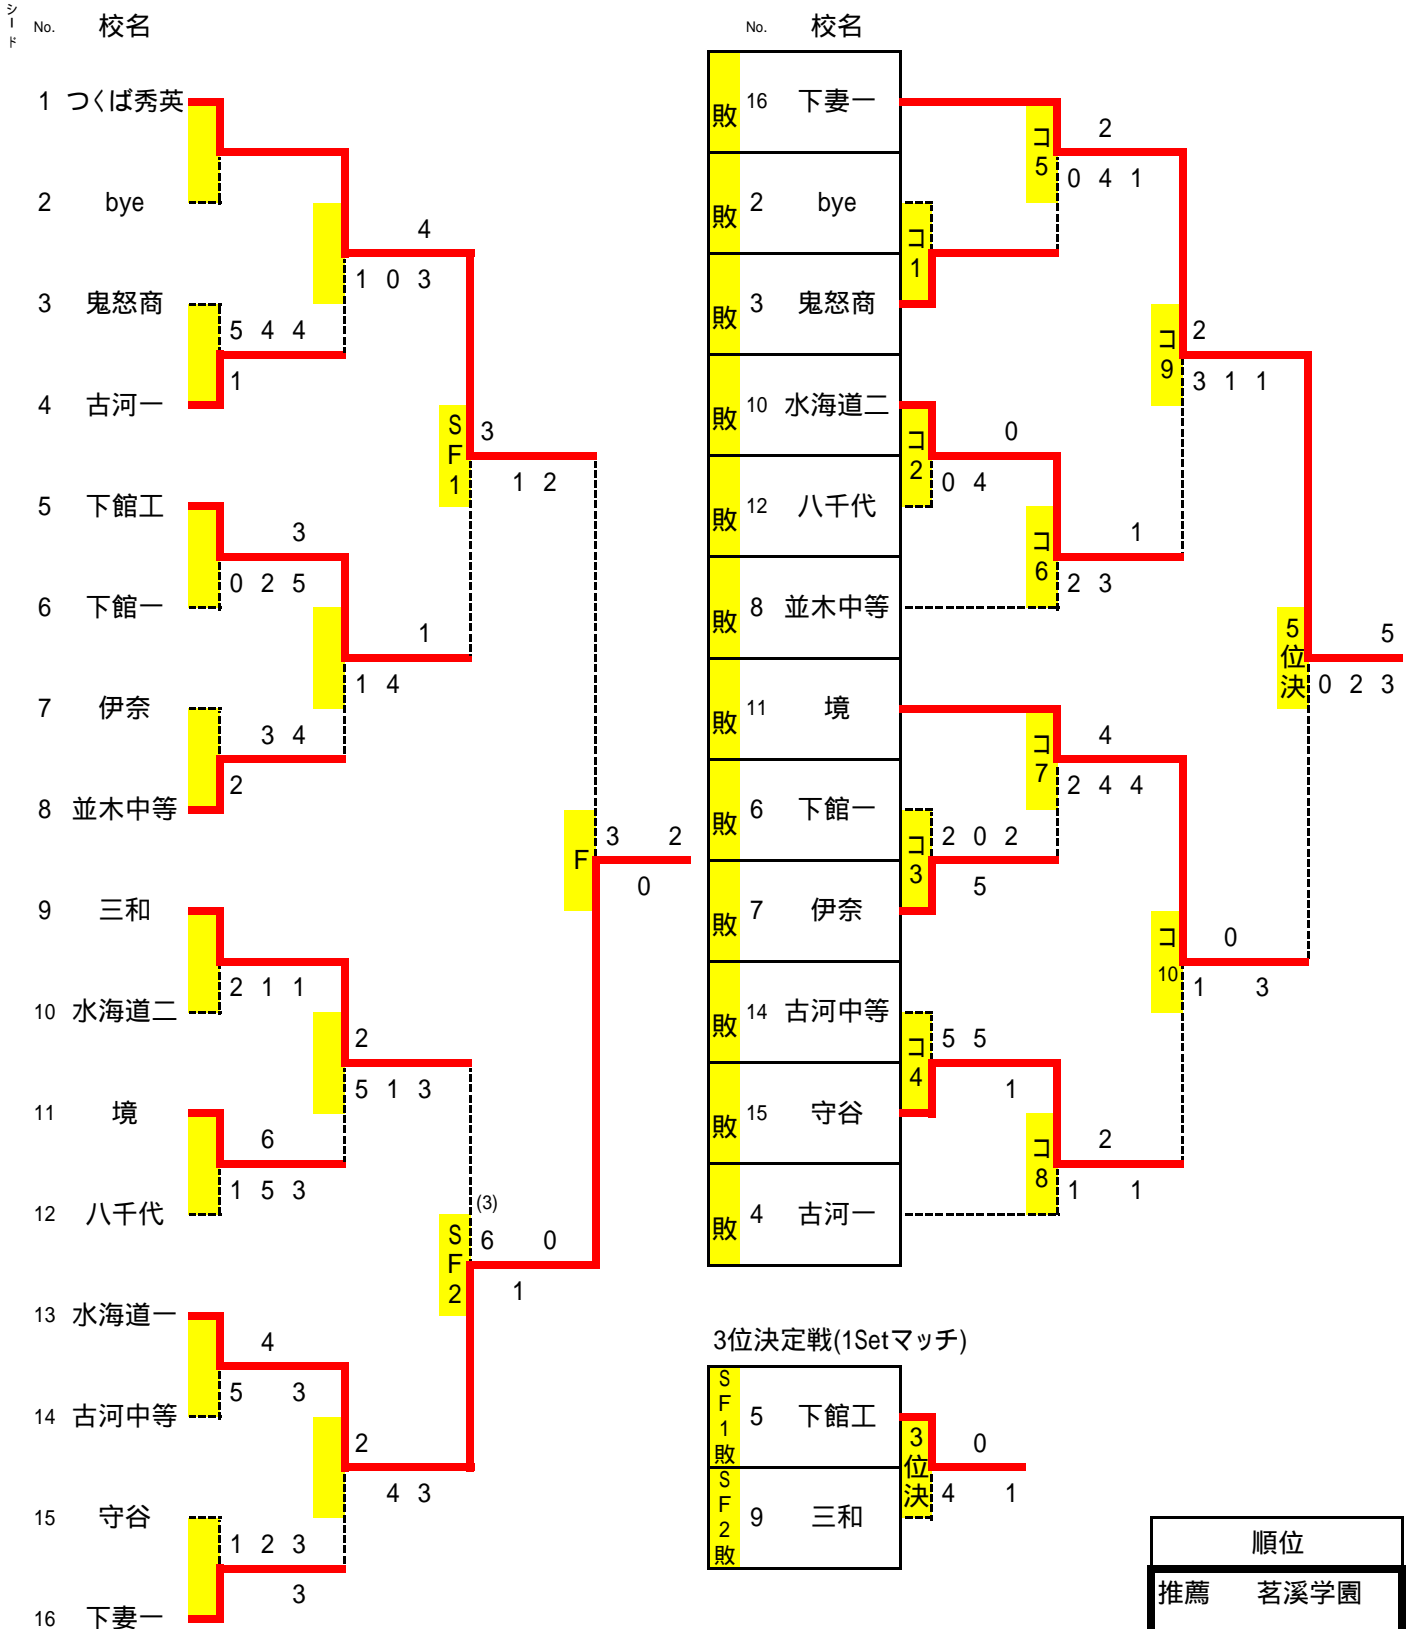 シード No. 校名
1 つくば秀英
2 bye
4
1 0 3
3 鬼怒商
5 4 4
1
4 古河一
SF1
3
1 2
5 下館工
3
0 2 5
6 下館一
1
1 4
7 伊奈
3 4
2
8 並木中等
F
3 2
0
9 三和
2 1 1
10 水海道二
2
5 1 3
11 境
6
1 5 3
12 八千代
SF2
(3)
6 0
1
13 水海道一
4
5 3
14 古河中等
2
4 3
15 守谷
1 2 3
3
16 下妻一
No. 校名
敗 16 下妻一
コ5
2
0 4 1
敗 2 bye
コ1
敗 3 鬼怒商
コ9
2
3 1 1
敗 10 水海道二
コ2
0
0 4
敗 12 八千代
コ6
1
2 3
敗 8 並木中等
5位決
5
0 2 3
敗 11 境
コ7
4
2 4 4
敗 6 下館一
コ3
2 0 2
5
敗 7 伊奈
コ10
0
1 3
敗 14 古河中等
コ4
5 5
1
敗 15 守谷
コ8
2
1 1
敗 4 古河一
3位決定戦(1Setマッチ)
SF1敗 5 下館工
3位決
0
4 1
SF2敗 9 三和
順位
推薦 茗溪学園